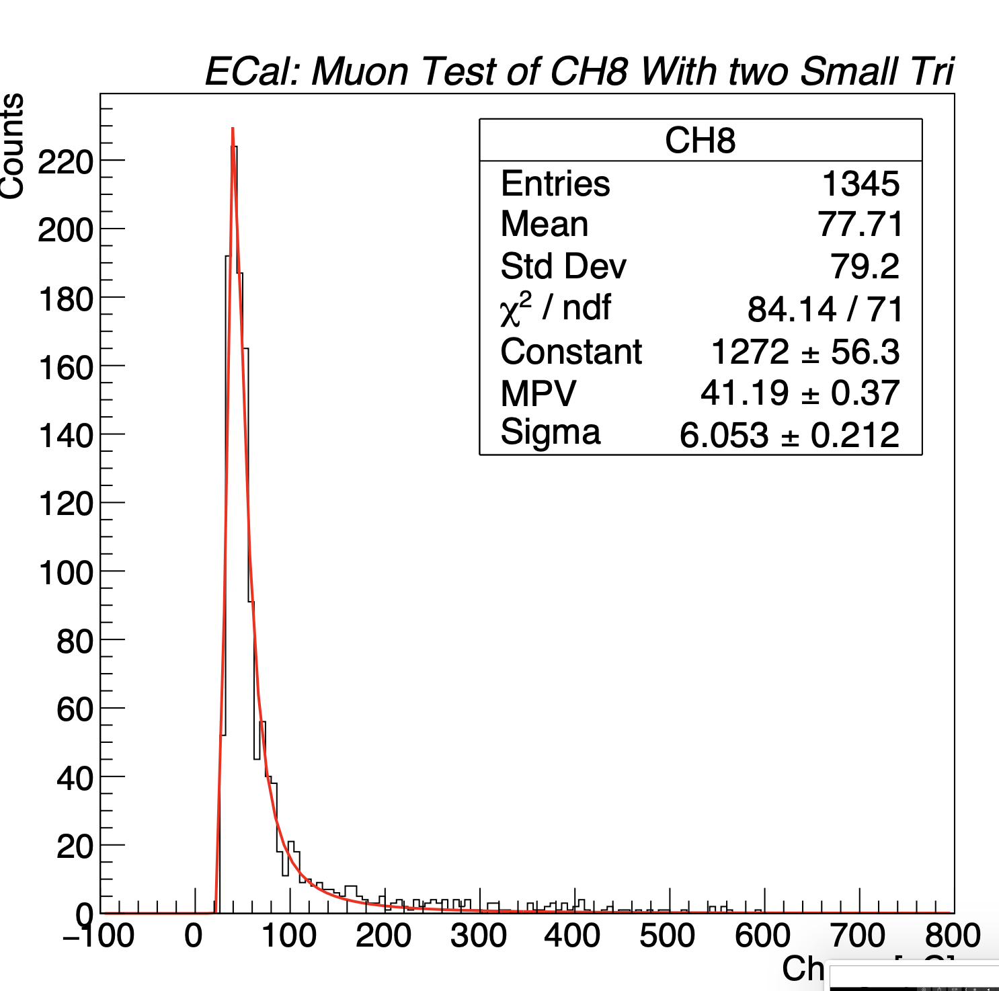 ECal: Muon Test of CH8 With two Small Tri
Counts
CH8
Entries 1345
Mean 77.71
Std Dev 79.2
χ² / ndf 84.14 / 71
Constant 1272 ± 56.3
MPV 41.19 ± 0.37
Sigma 6.053 ± 0.212
220
200
180
160
140
120
100
80
60
40
20
0
−100 0 100 200 300 400 500 600 700 800